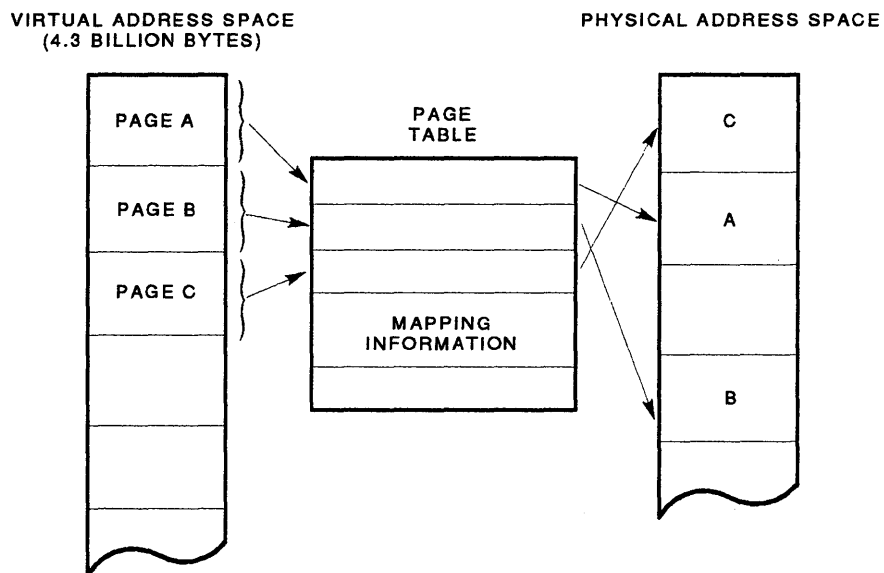 VIRTUAL ADDRESS SPACE
(4.3 BILLION BYTES)
PHYSICAL ADDRESS SPACE
PAGE A
PAGE B
PAGE C
PAGE
TABLE
MAPPING
INFORMATION
C
A
B